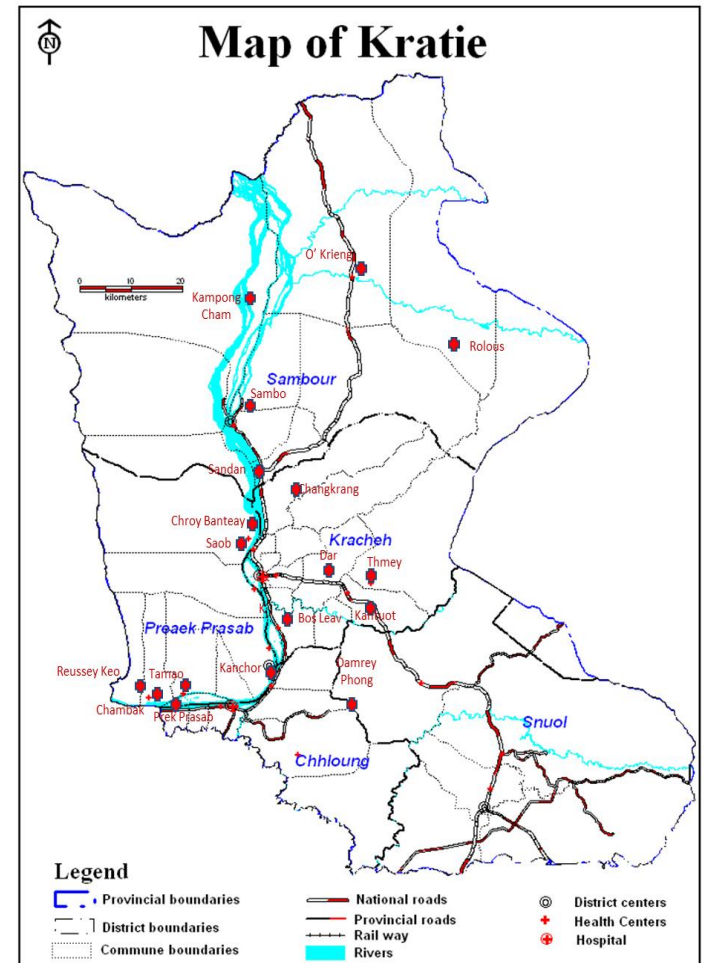 Map of Kratie
N
O' Krieng
0 10 20
kilometers
Kampong
Cham
Rolous
Sambour
Sambo
Sandan
Changkrang
Chroy Banteay
Kracheh
Saob
Dar
Thmey
K
Bos Leav
Kantuot
Preaek Prasab
Kanchor
Damrey
Phong
Reussey Keo
Tamao
Chambak
Prek Prasab
Snuol
Chhloung
Legend
Provincial boundaries
District boundaries
Commune boundaries
National roads
Provincial roads
Rail way
Rivers
District centers
Health Centers
Hospital